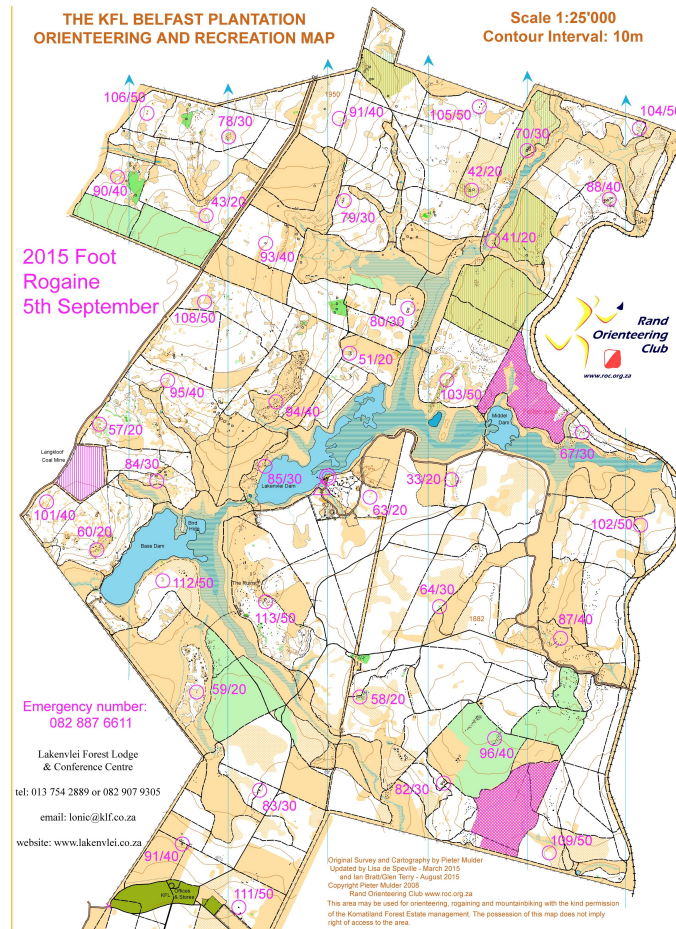 THE KFL BELFAST PLANTATION
ORIENTEERING AND RECREATION MAP
Scale 1:25'000
Contour Interval: 10m
106/50
78/30
1950
91/40
105/50
70/30
104/50
90/40
43/20
42/20
88/40
79/30
93/40
41/20
2015 Foot
Rogaine
5th September
108/50
80/30
Rand
Orienteering
Club
www.roc.org.za
51/20
103/50
95/40
94/40
57/20
Middel
Dam
67/30
Langkloof
Coal Mine
84/30
85/30
Lakenvlei Dam
33/20
63/20
101/40
102/50
60/20
Bird
Hide
Base Dam
112/50
The Ruins
113/50
64/30
1882
87/40
59/20
58/20
Emergency number:
082 887 6611
96/40
Lakenvlei Forest Lodge
& Conference Centre
tel: 013 754 2889 or 082 907 9305
82/30
83/30
email: lonic@klf.co.za
website: www.lakenvlei.co.za
91/40
109/50
Original Survey and Cartography by Pieter Mulder
Updated by Lisa de Speville - March 2015
and Ian Bratt/Glen Terry - August 2015
Copyright Pieter Mulder 2008
Rand Orienteering Club www.roc.org.za
This area may be used for orienteering, rogaining and mountainbiking with the kind permission
of the Komatiland Forest Estate management. The possession of this map does not imply
right of access to the area.
KFL
Offices
& Stores
111/50